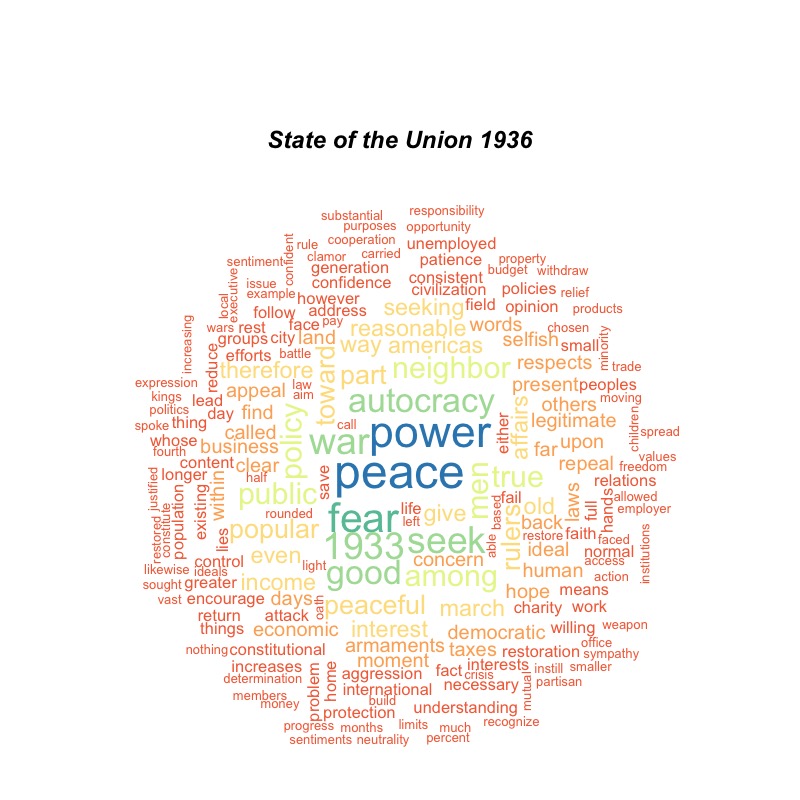 State of the Union 1936
responsibility
substantial
purposes
opportunity
cooperation
unemployed
rule
confident
clamor
carried
patience
property
sentiment
generation
budget
withdraw
consistent
executive
issue
confidence
civilization
policies
relief
example
however
local
follow
address
seeking
field
opinion
products
increasing
wars
rest
face
pay
reasonable
words
chosen
groups
city
land
way
americas
selfish
small
minority
efforts
battle
toward
reduce
therefore
part
neighbor
respects
trade
expression
law
present
peoples
kings
appeal
aim
lead
autocracy
moving
politics
day
find
others
affairs
spoke
thing
called
call
power
either
legitimate
children
spread
whose
policy
war
upon
fourth
business
far
values
content
clear
peace
repeal
freedom
longer
half
save
men
true
relations
justified
within
public
fail
laws
allowed
population
existing
rounded
fear
life
left
give
based
old
full
hands
employer
restored
constitute
lies
popular
back
rulers
restore
faith
faced
1933
seek
able
ideal
normal
institutions
control
even
light
concern
access
likewise
ideals
good
among
human
action
sought
greater
income
hope
means
vast
encourage
days
oath
peaceful
march
charity
work
return
attack
things
economic
interest
democratic
willing
weapon
nothing
constitutional
armaments
taxes
restoration
office
sympathy
moment
increases
aggression
fact
interests
instill
smaller
determination
problem
home
crisis
partisan
members
international
necessary
mutual
money
build
protection
understanding
progress
months
limits
much
recognize
sentiments
neutrality
percent